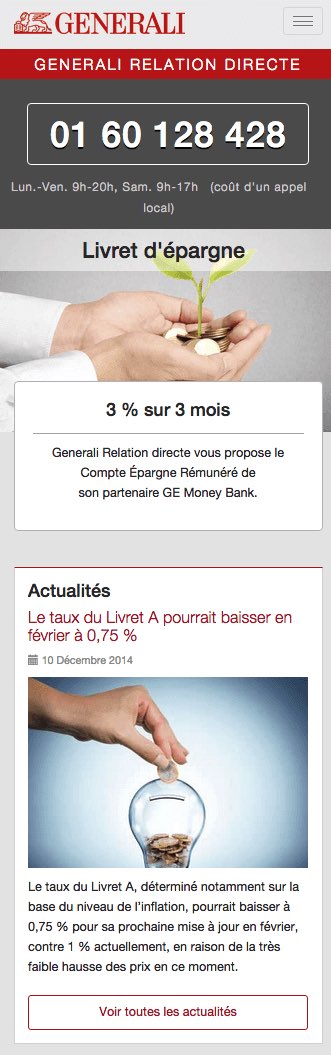 GENERALI
GENERALI RELATION DIRECTE
01 60 128 428
Lun.-Ven. 9h-20h, Sam. 9h-17h (coût d'un appel
local)
Livret d'épargne
3 % sur 3 mois
Generali Relation directe vous propose le
Compte Épargne Rémunéré de
son partenaire GE Money Bank.
Actualités
Le taux du Livret A pourrait baisser en
février à 0,75 %
10 Décembre 2014
Le taux du Livret A, déterminé notamment sur la
base du niveau de l'inflation, pourrait baisser à
0,75 % pour sa prochaine mise à jour en février,
contre 1 % actuellement, en raison de la très
faible hausse des prix en ce moment.
Voir toutes les actualités